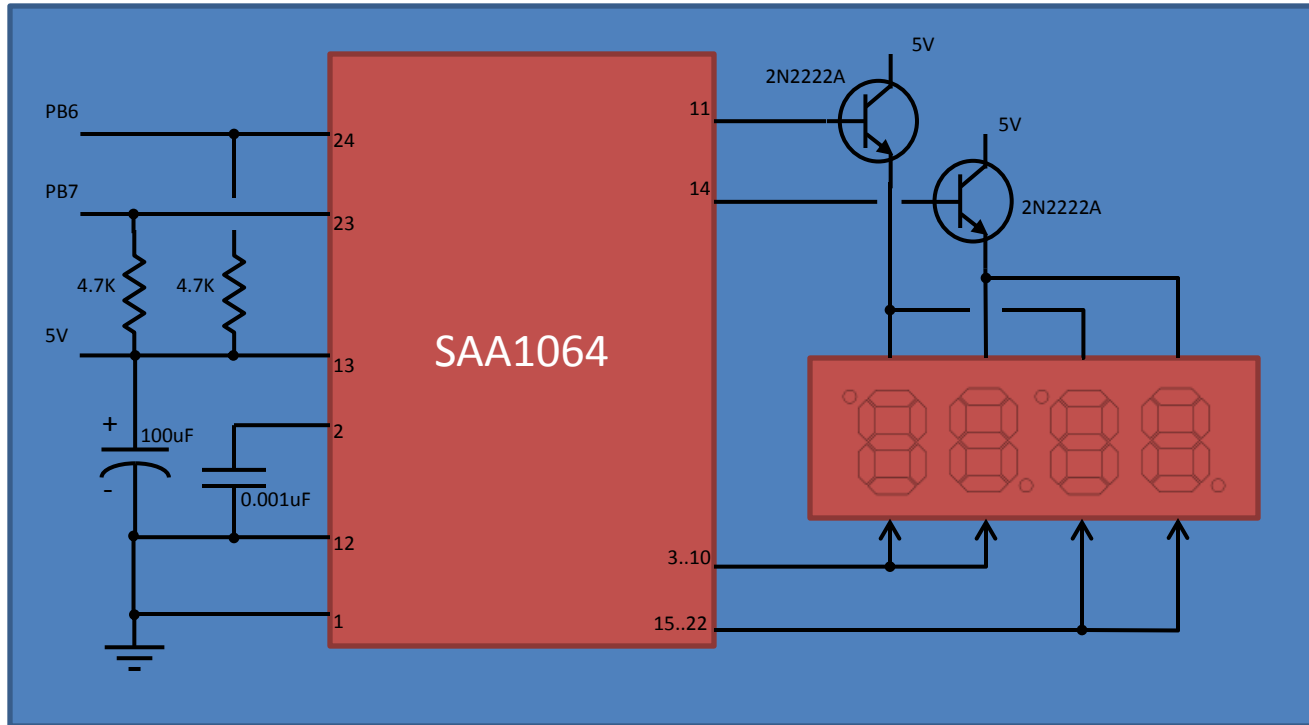 5V
2N2222A
PB6
11
24
5V
PB7
14
23
2N2222A
4.7K
4.7K
5V
13
SAA1064
+
100uF
2
-
0.001uF
12
3..10
1
15..22